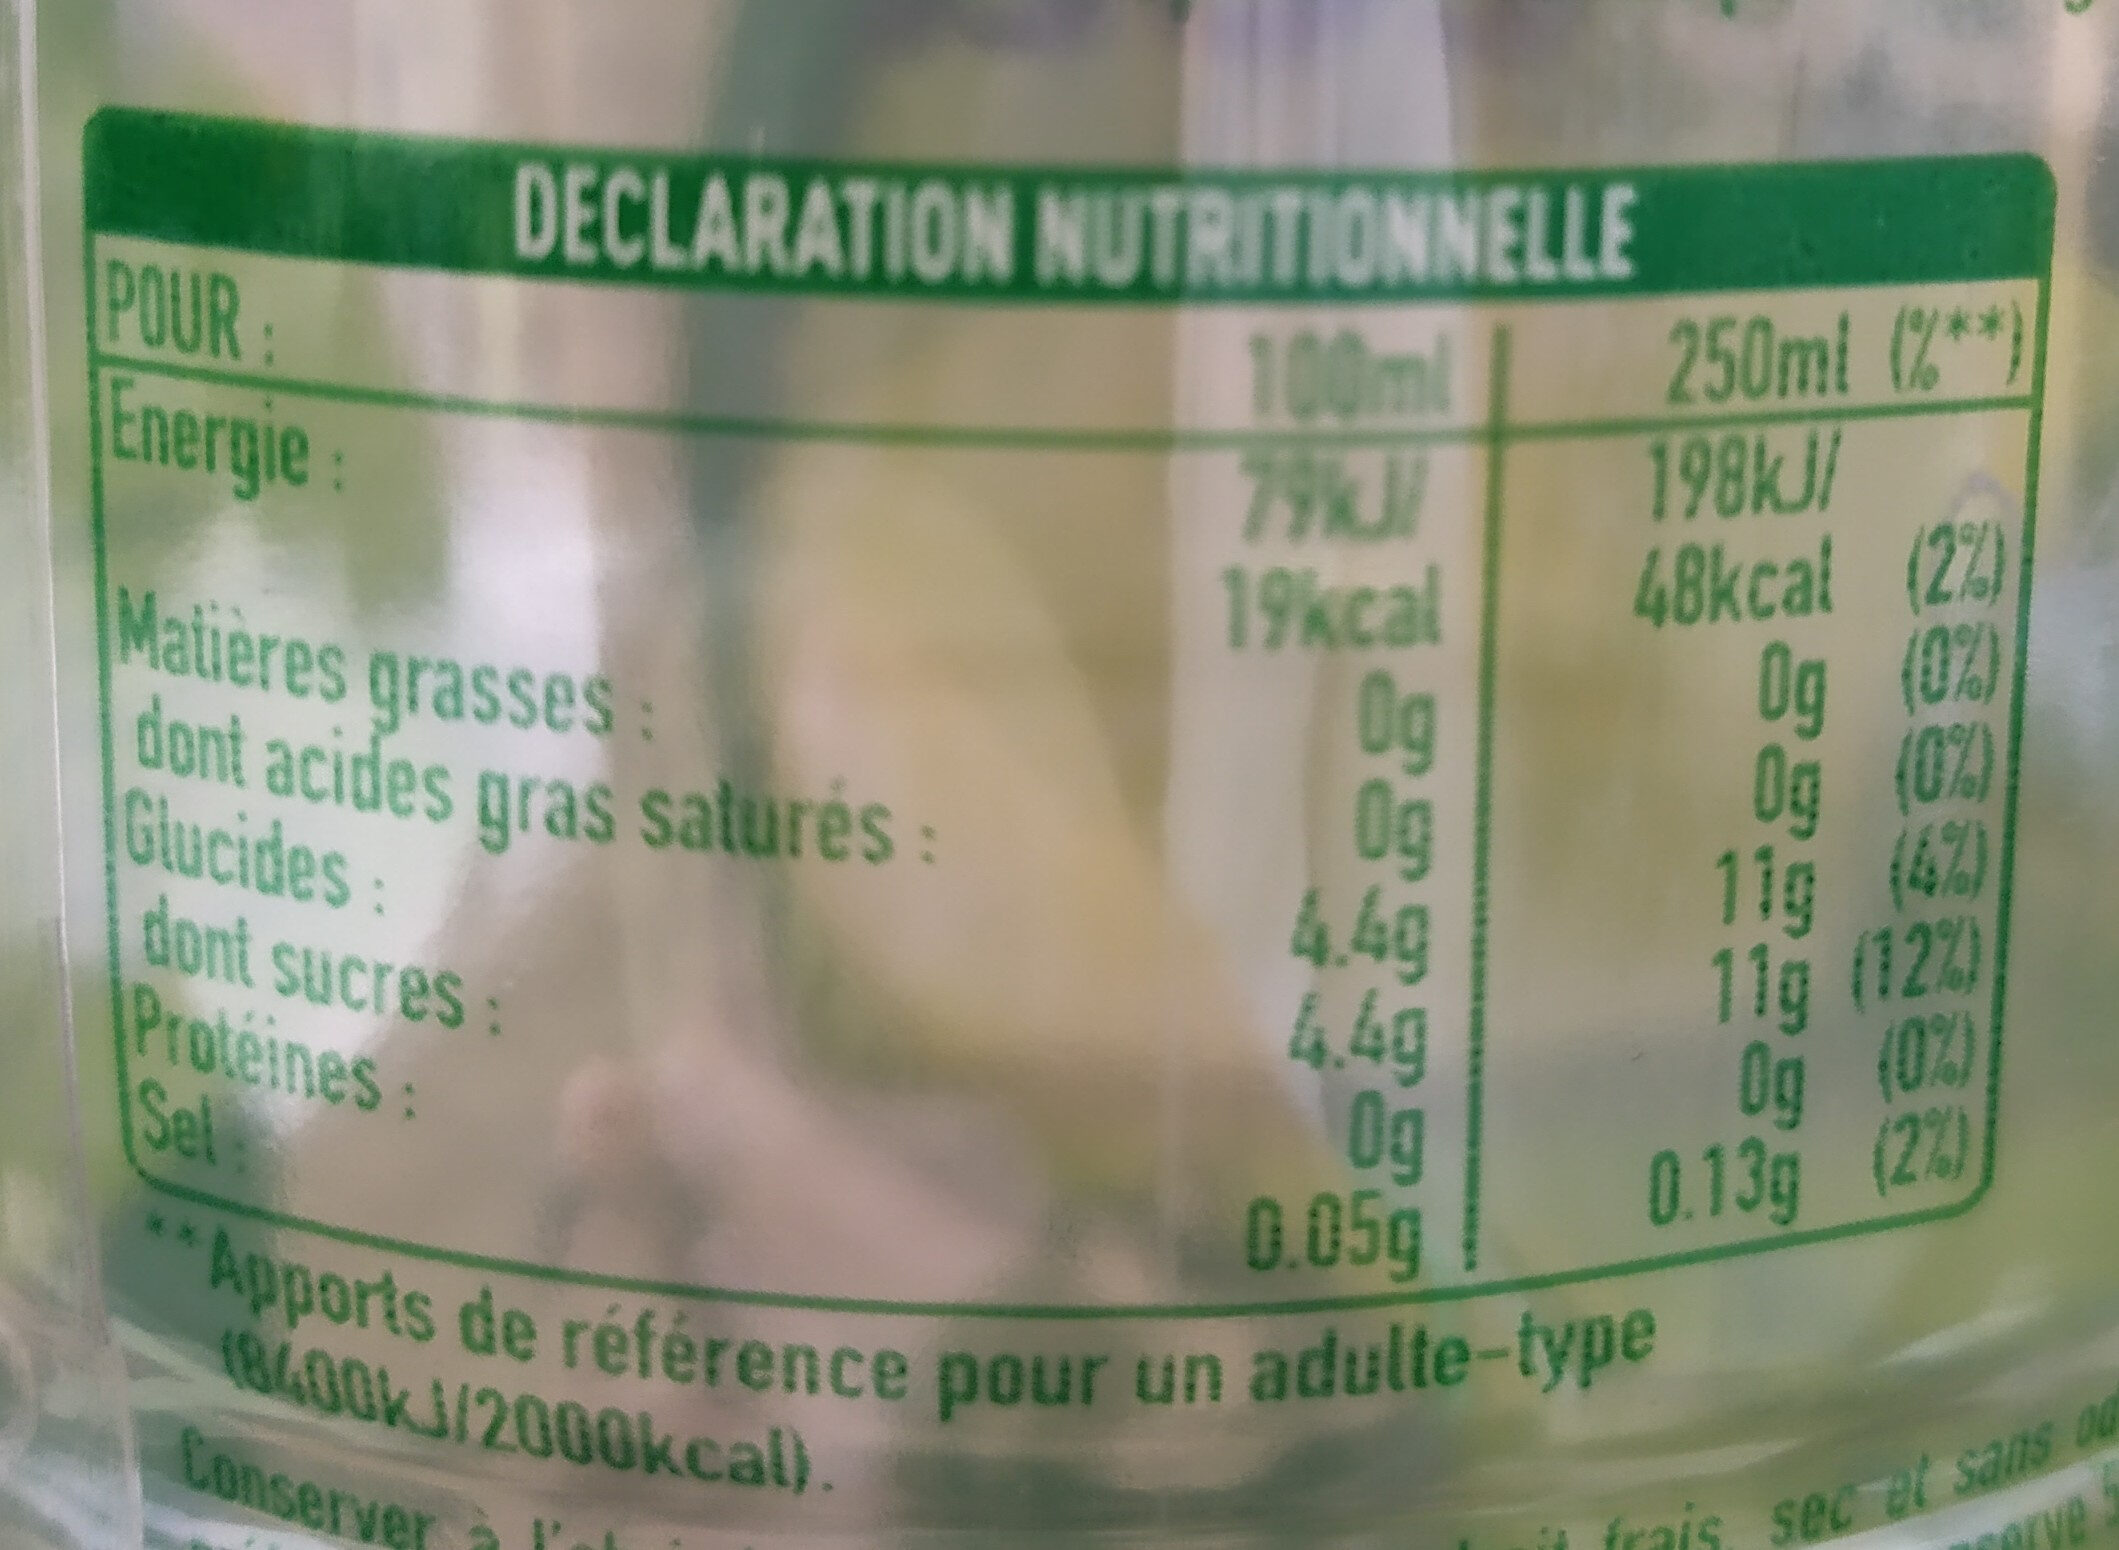 DECLARATION NUTRITIONNELLE
POUR : 100ml 250ml (%**)
Energie : 79kJ/ 198kJ/
19kcal 48kcal (2%)
Matières grasses : 0g 0g (0%)
dont acides gras saturés : 0g 0g (0%)
Glucides : 4.4g 11g (4%)
dont sucres : 4.4g 11g (12%)
Protéines : 0g 0g (0%)
Sel : 0.05g 0.13g (2%)
**Apports de référence pour un adulte-type
(8400kJ/2000kcal).
Conserver à frais, sec et sans